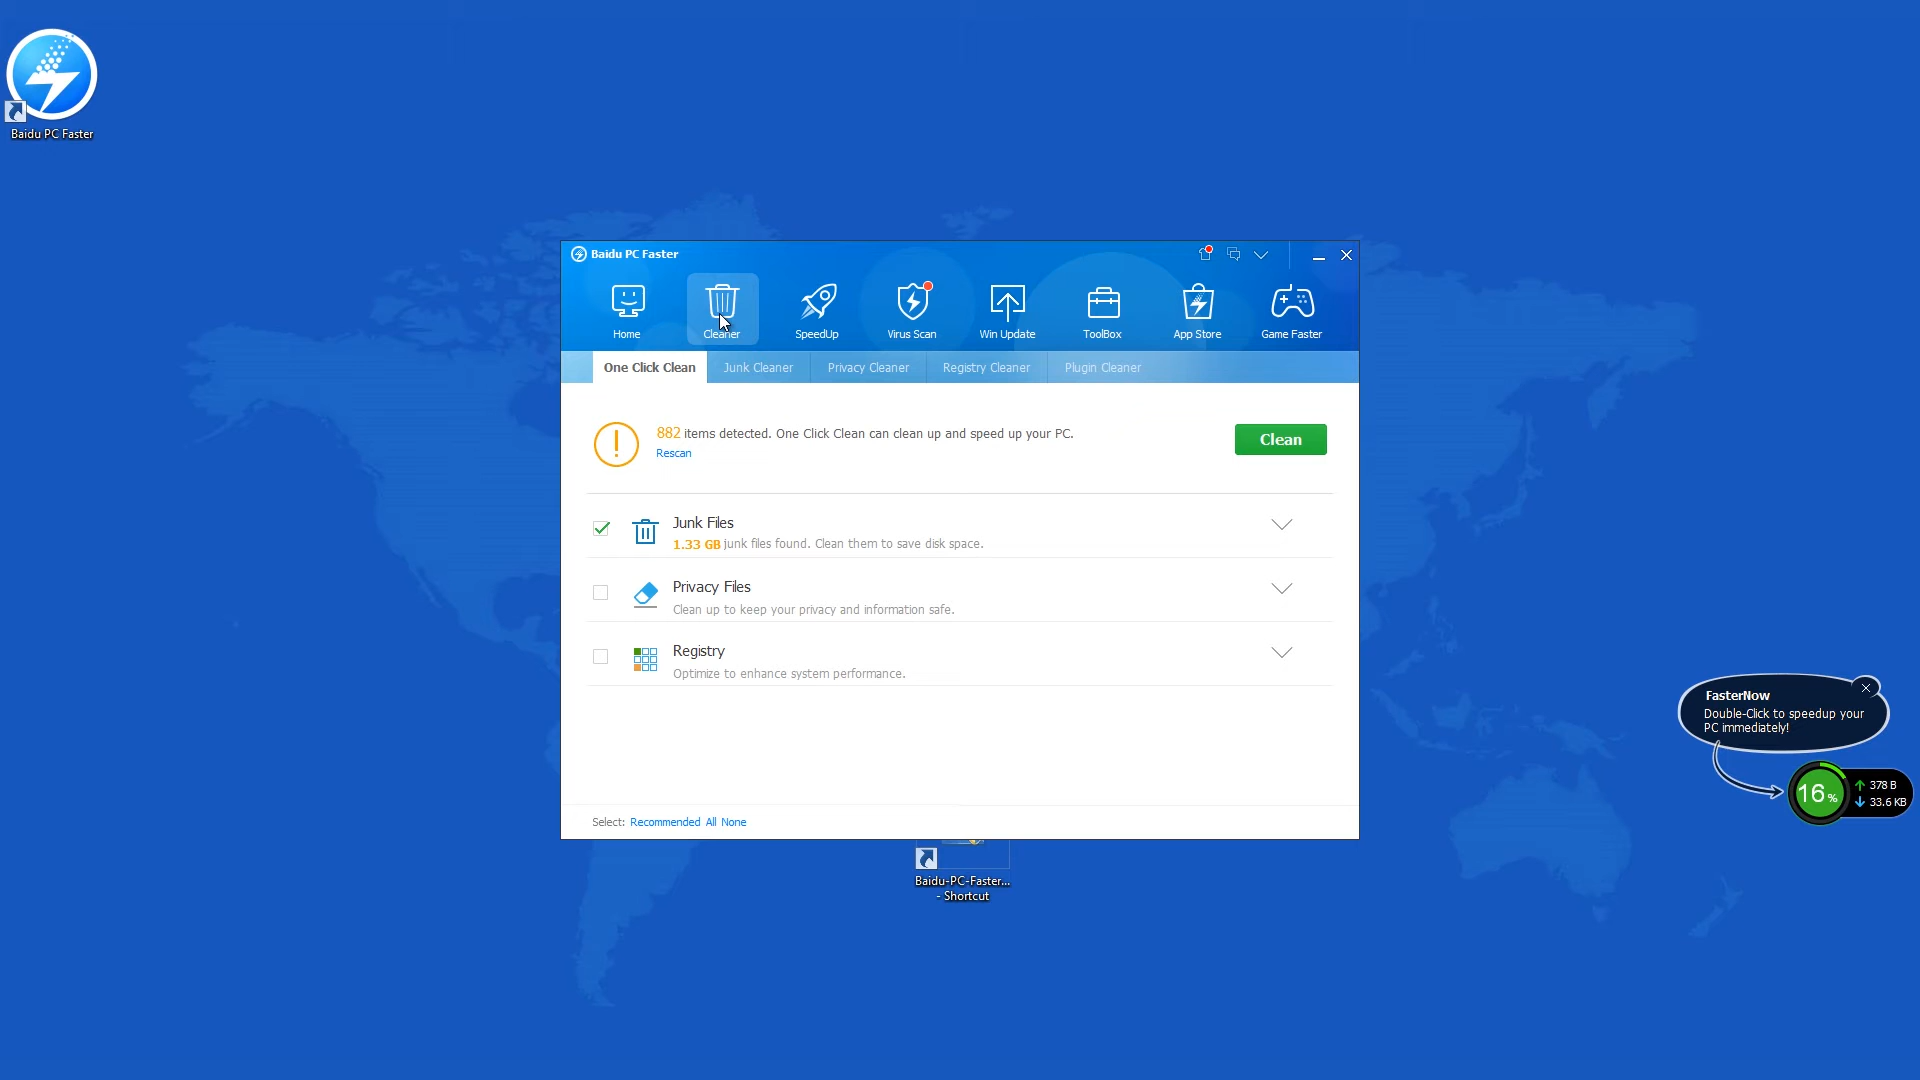 Baidu PC Faster
Baidu PC Faster
Home
Cleaner
SpeedUp
Virus Scan
Win Update
ToolBox
App Store
Game Faster
One Click Clean
Junk Cleaner
Privacy Cleaner
Registry Cleaner
Plugin Cleaner
882 items detected. One Click Clean can clean up and speed up your PC.
Rescan
Clean
Junk Files
1.33 GB junk files found. Clean them to save disk space.
Privacy Files
Clean up to keep your privacy and information safe.
Registry
Optimize to enhance system performance.
Select: Recommended All None
FasterNow
Double-Click to speedup your
PC immediately!
16%
378 B
33.6 KB
Baidu-PC-Faster...
- Shortcut